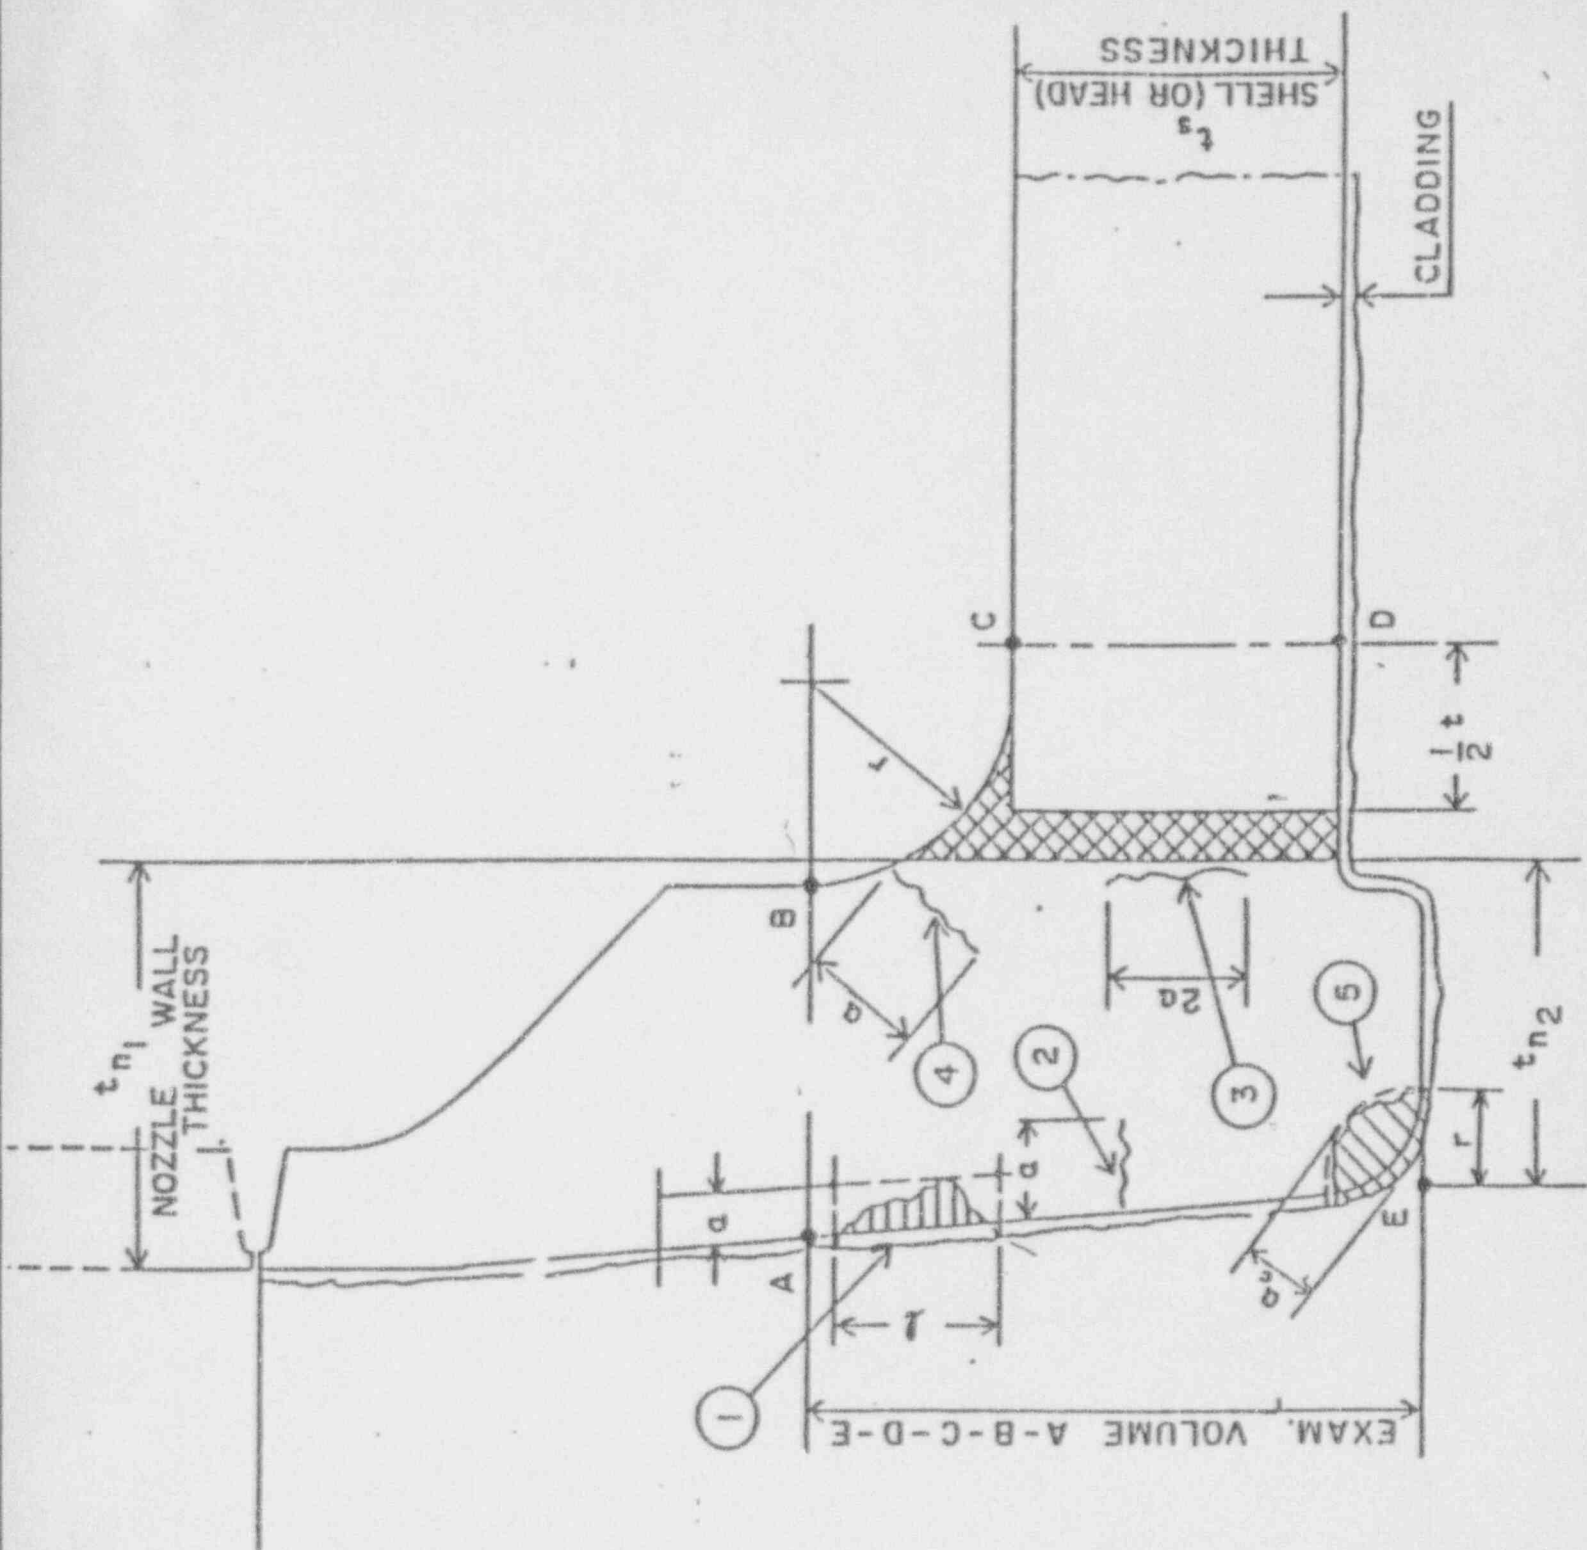 t_n1
NOZZLE WALL
THICKNESS
t_s
SHELL (OR HEAD)
THICKNESS
CLADDING
C
D
1/2 t
r
B
a
4
2
2a
3
5
t_n2
r
a
a
A
l
1
E
a
EXAM. VOLUME A-B-C-D-E